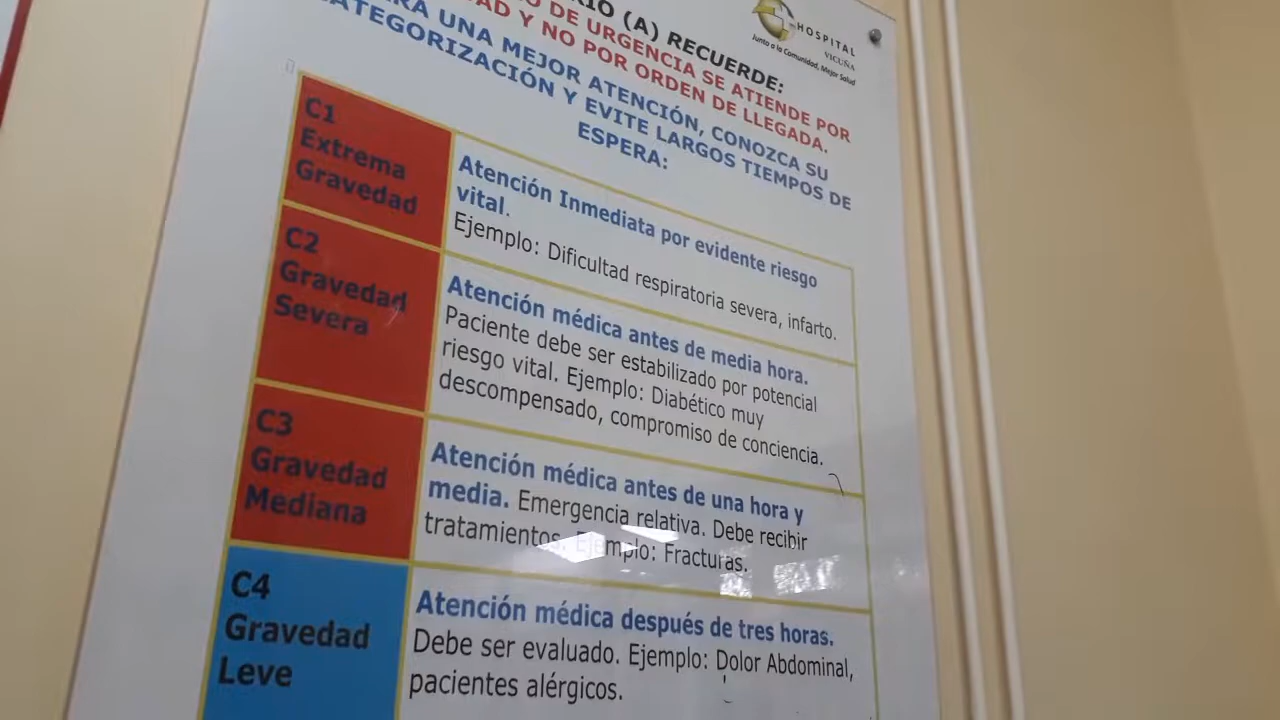 HOSPITAL
VICUÑA
Junto a la Comunidad, Mejor Salud
(A) RECUERDE:
DE URGENCIA SE ATIENDE POR
Y NO POR ORDEN DE LLEGADA.
UNA MEJOR ATENCIÓN, CONOZCA SU
CATEGORIZACIÓN Y EVITE LARGOS TIEMPOS DE
ESPERA:
C1
Extrema
Gravedad
Atención Inmediata por evidente riesgo
vital.
Ejemplo: Dificultad respiratoria severa, infarto.
C2
Gravedad
Severa
Atención médica antes de media hora.
Paciente debe ser estabilizado por potencial
riesgo vital. Ejemplo: Diabético muy
descompensado, compromiso de conciencia.
C3
Gravedad
Mediana
Atención médica antes de una hora y
media. Emergencia relativa. Debe recibir
tratamientos. Ejemplo: Fracturas.
C4
Gravedad
Leve
Atención médica después de tres horas.
Debe ser evaluado. Ejemplo: Dolor Abdominal,
pacientes alérgicos.